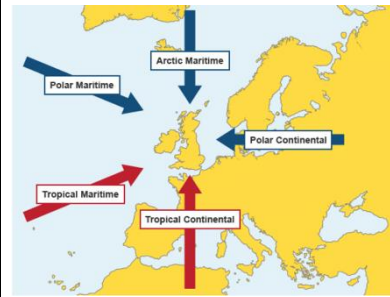 Arctic Maritime
Polar Maritime
Polar Continental
Tropical Maritime
Tropical Continental